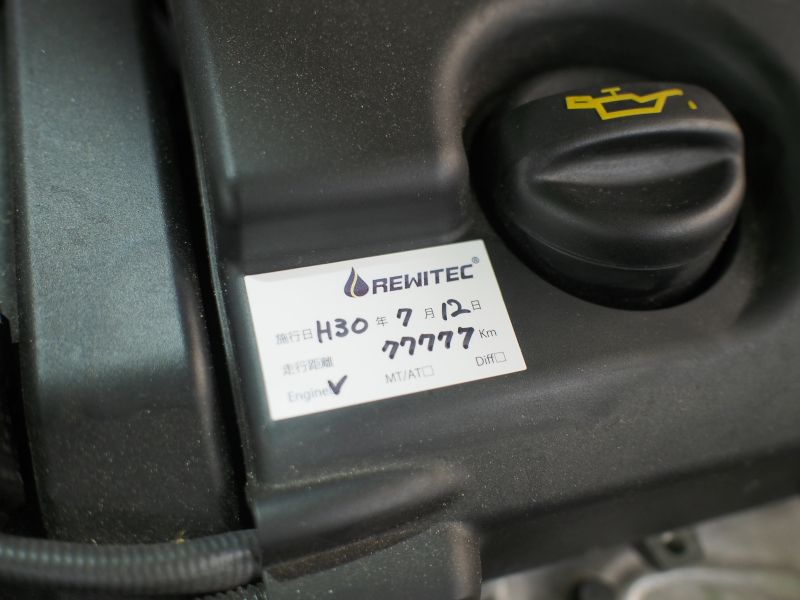 REWITEC®
施行日 H30 年 7 月 12 日
走行距離 77777 Km
Engine☑ MT/AT□ Diff□